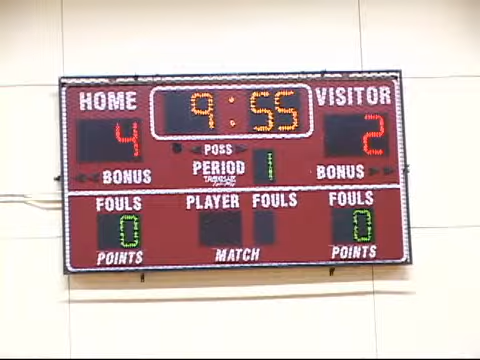 HOME 9:55 VISITOR
4 2
POSS
BONUS PERIOD 1 BONUS
FOULS PLAYER FOULS FOULS
0 0
POINTS MATCH POINTS